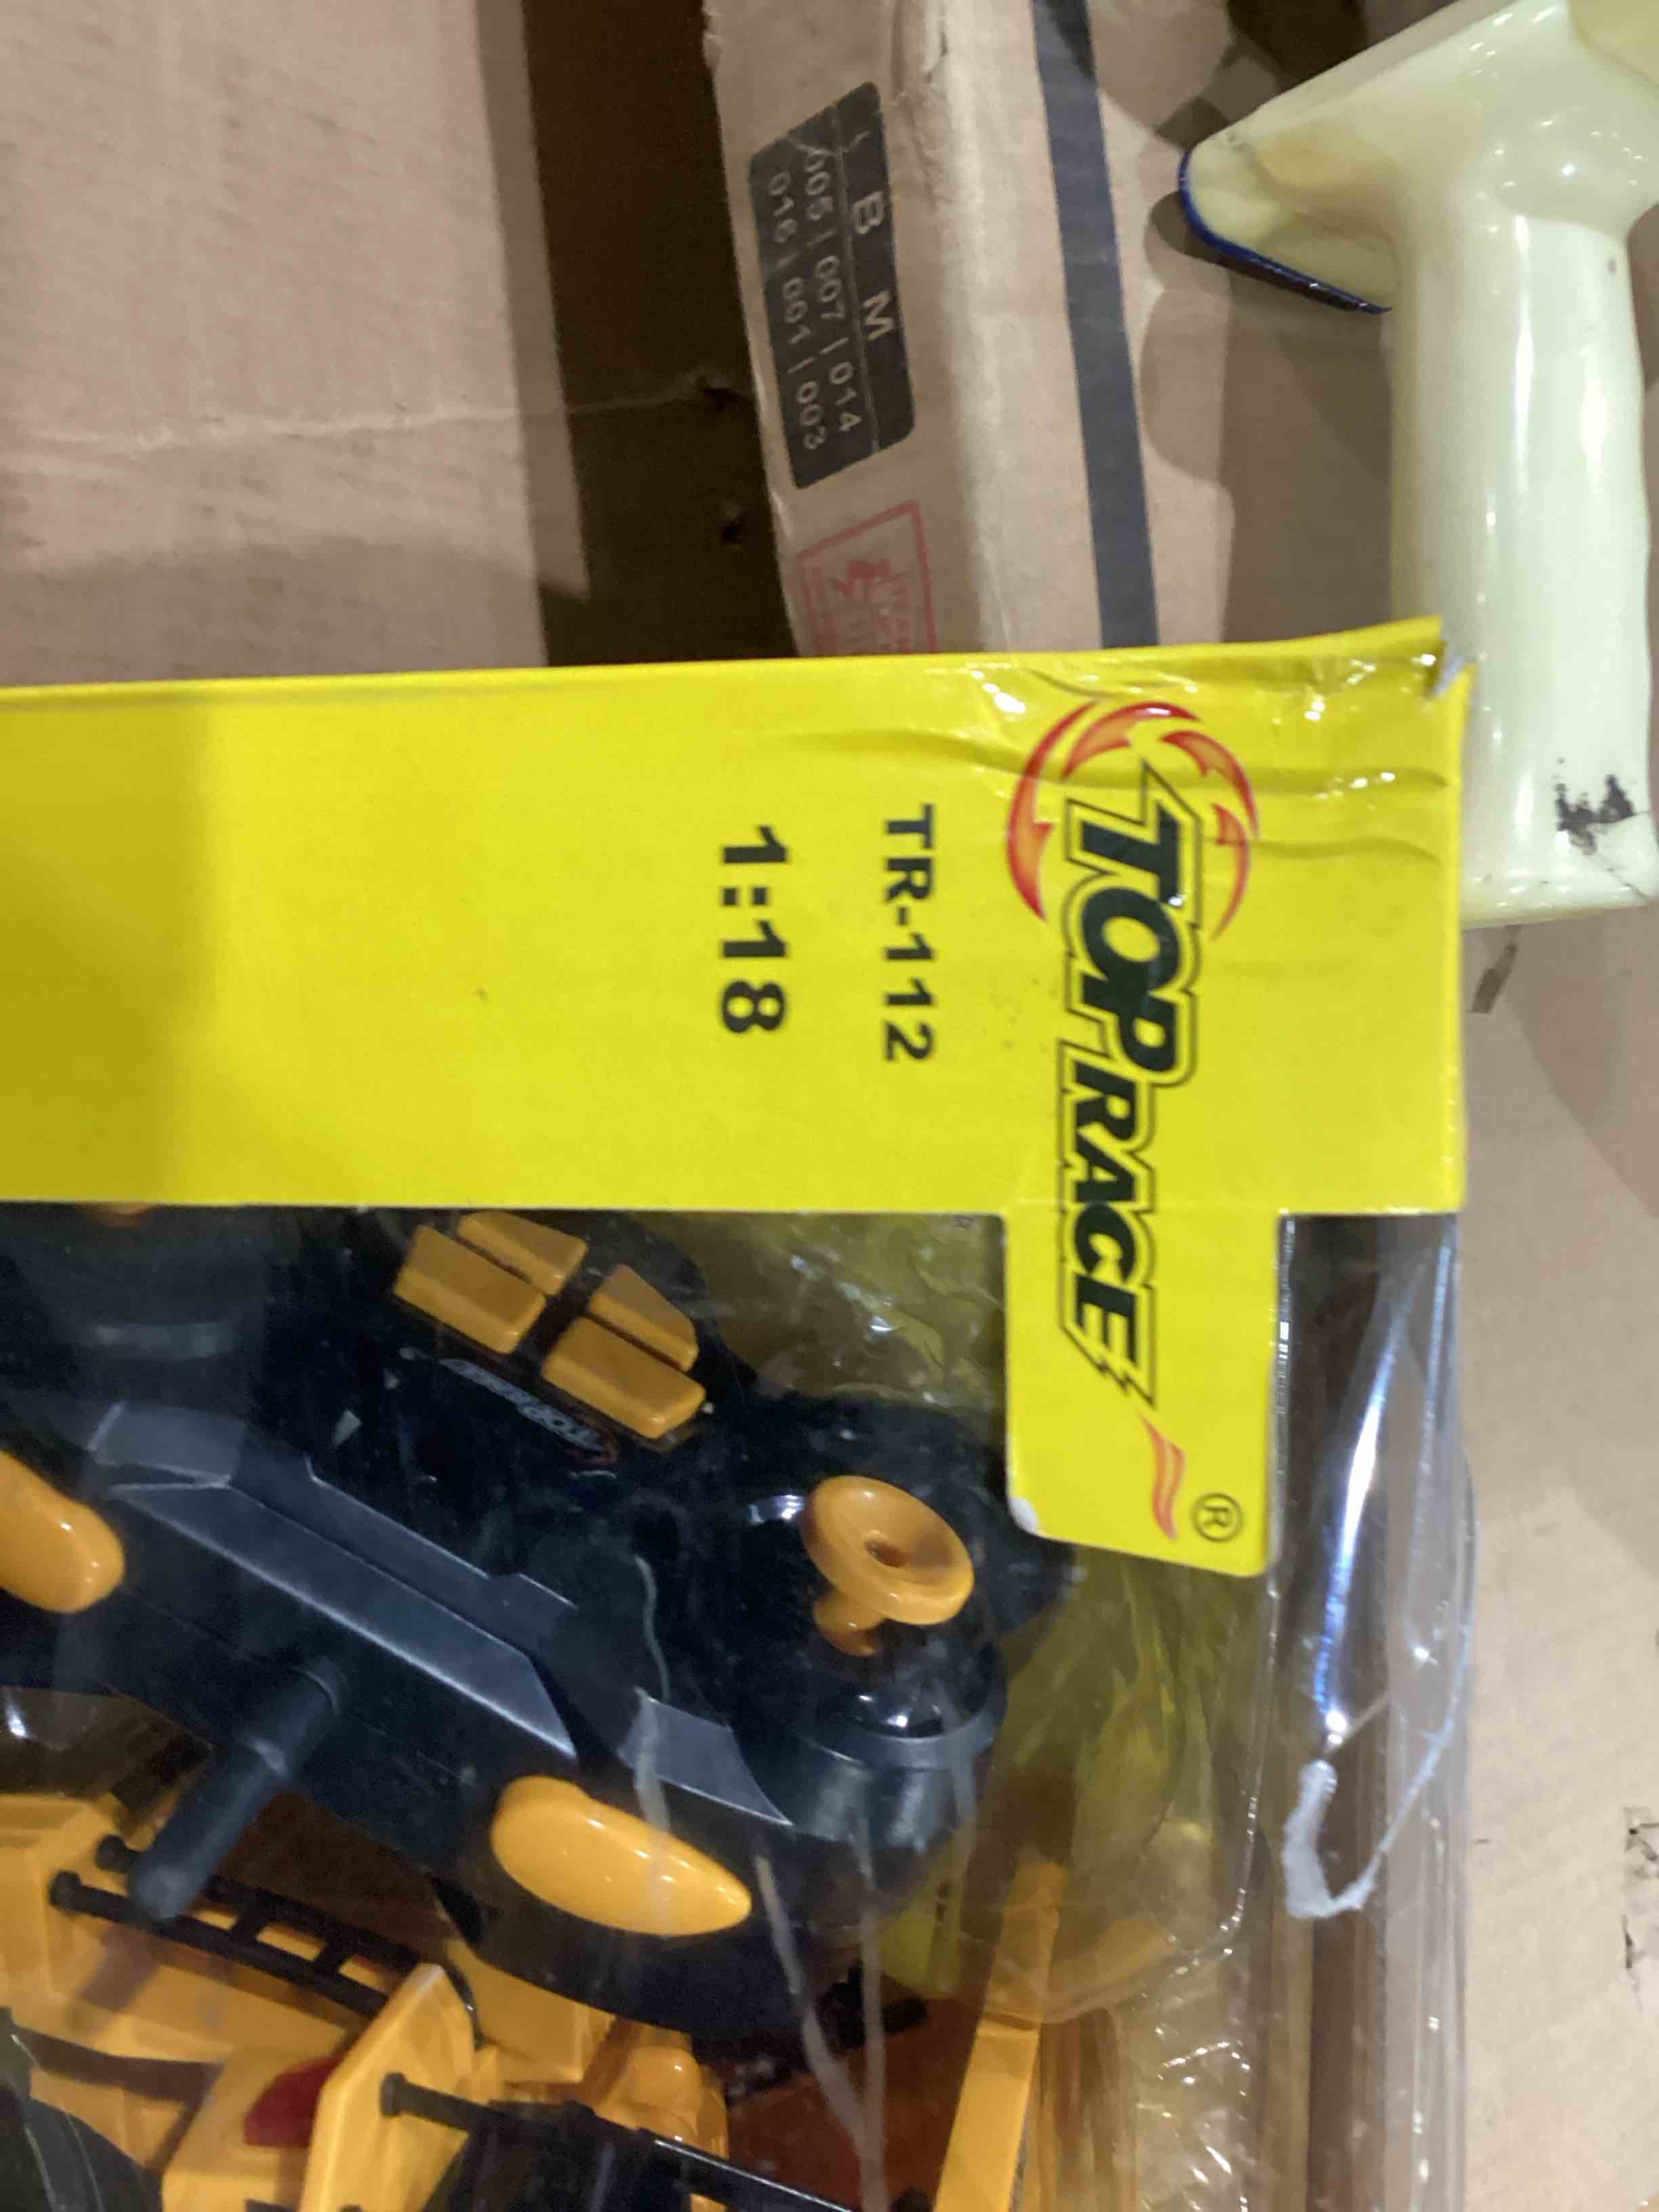 B M
005 | 007 | 014
016 | 001 | 003
TOP RACE ®
TR-112
1:18